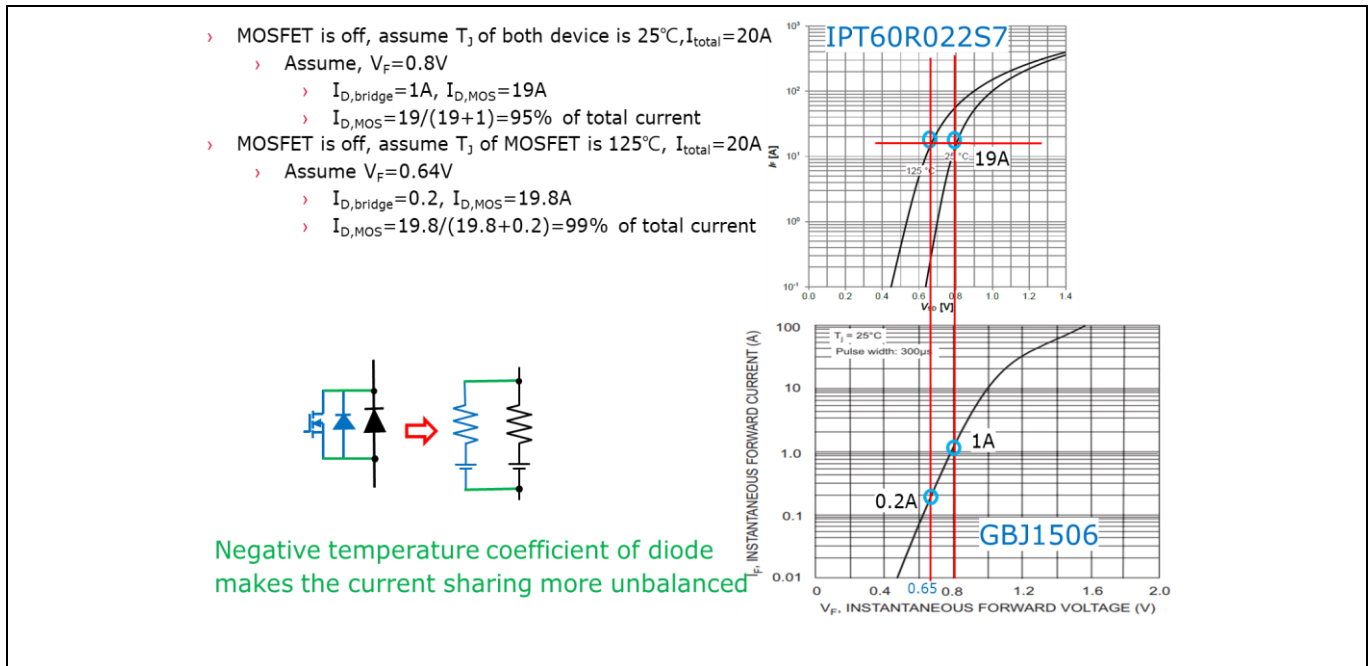 › MOSFET is off, assume TJ of both device is 25℃,Itotal=20A
› Assume, VF=0.8V
› ID,bridge=1A, ID,MOS=19A
› ID,MOS=19/(19+1)=95% of total current
› MOSFET is off, assume TJ of MOSFET is 125℃, Itotal=20A
› Assume VF=0.64V
› ID,bridge=0.2, ID,MOS=19.8A
› ID,MOS=19.8/(19.8+0.2)=99% of total current
Negative temperature coefficient of diode
makes the current sharing more unbalanced
IPT60R022S7
10³
10²
10¹
10⁰
10⁻¹
IF [A]
125 °C
25 °C
19A
0.0 0.2 0.4 0.6 0.8 1.0 1.2 1.4
VSD [V]
Tj = 25°C
Pulse width: 300μs
100
10
1.0
0.1
0.01
IF, INSTANTANEOUS FORWARD CURRENT (A)
1A
0.2A
GBJ1506
0 0.4 0.65 0.8 1.2 1.6 2.0
VF, INSTANTANEOUS FORWARD VOLTAGE (V)